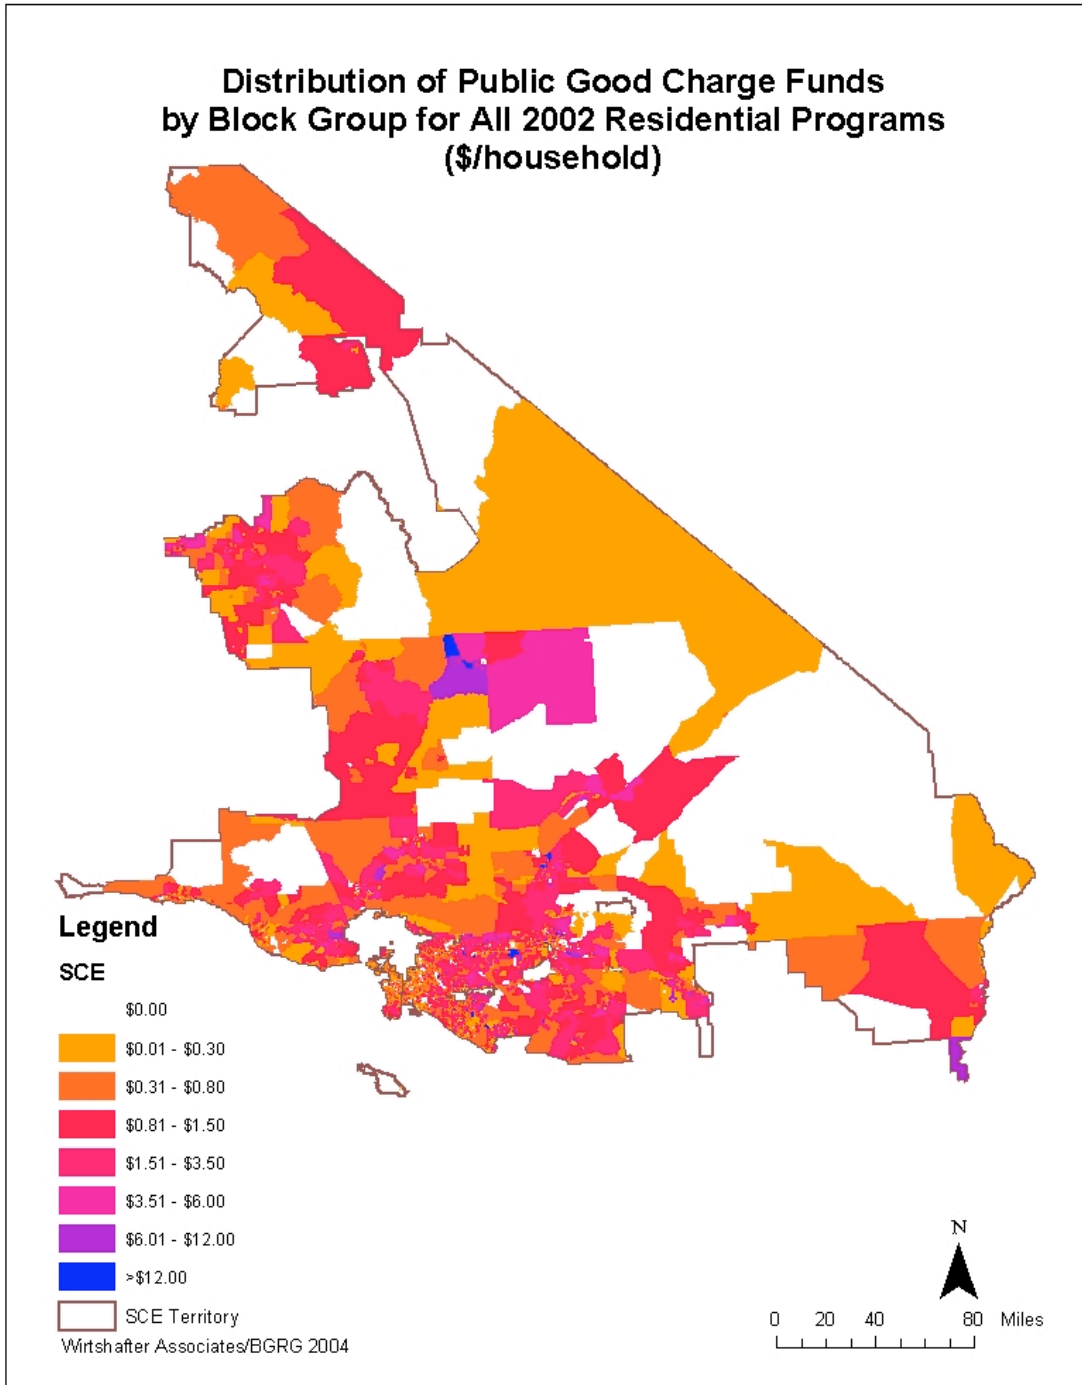 Distribution of Public Good Charge Funds
by Block Group for All 2002 Residential Programs
($/household)
Legend
SCE
$0.00
$0.01 - $0.30
$0.31 - $0.80
$0.81 - $1.50
$1.51 - $3.50
$3.51 - $6.00
$6.01 - $12.00
>$12.00
SCE Territory
Wirtshafter Associates/BGRG 2004
N
0 20 40 80 Miles